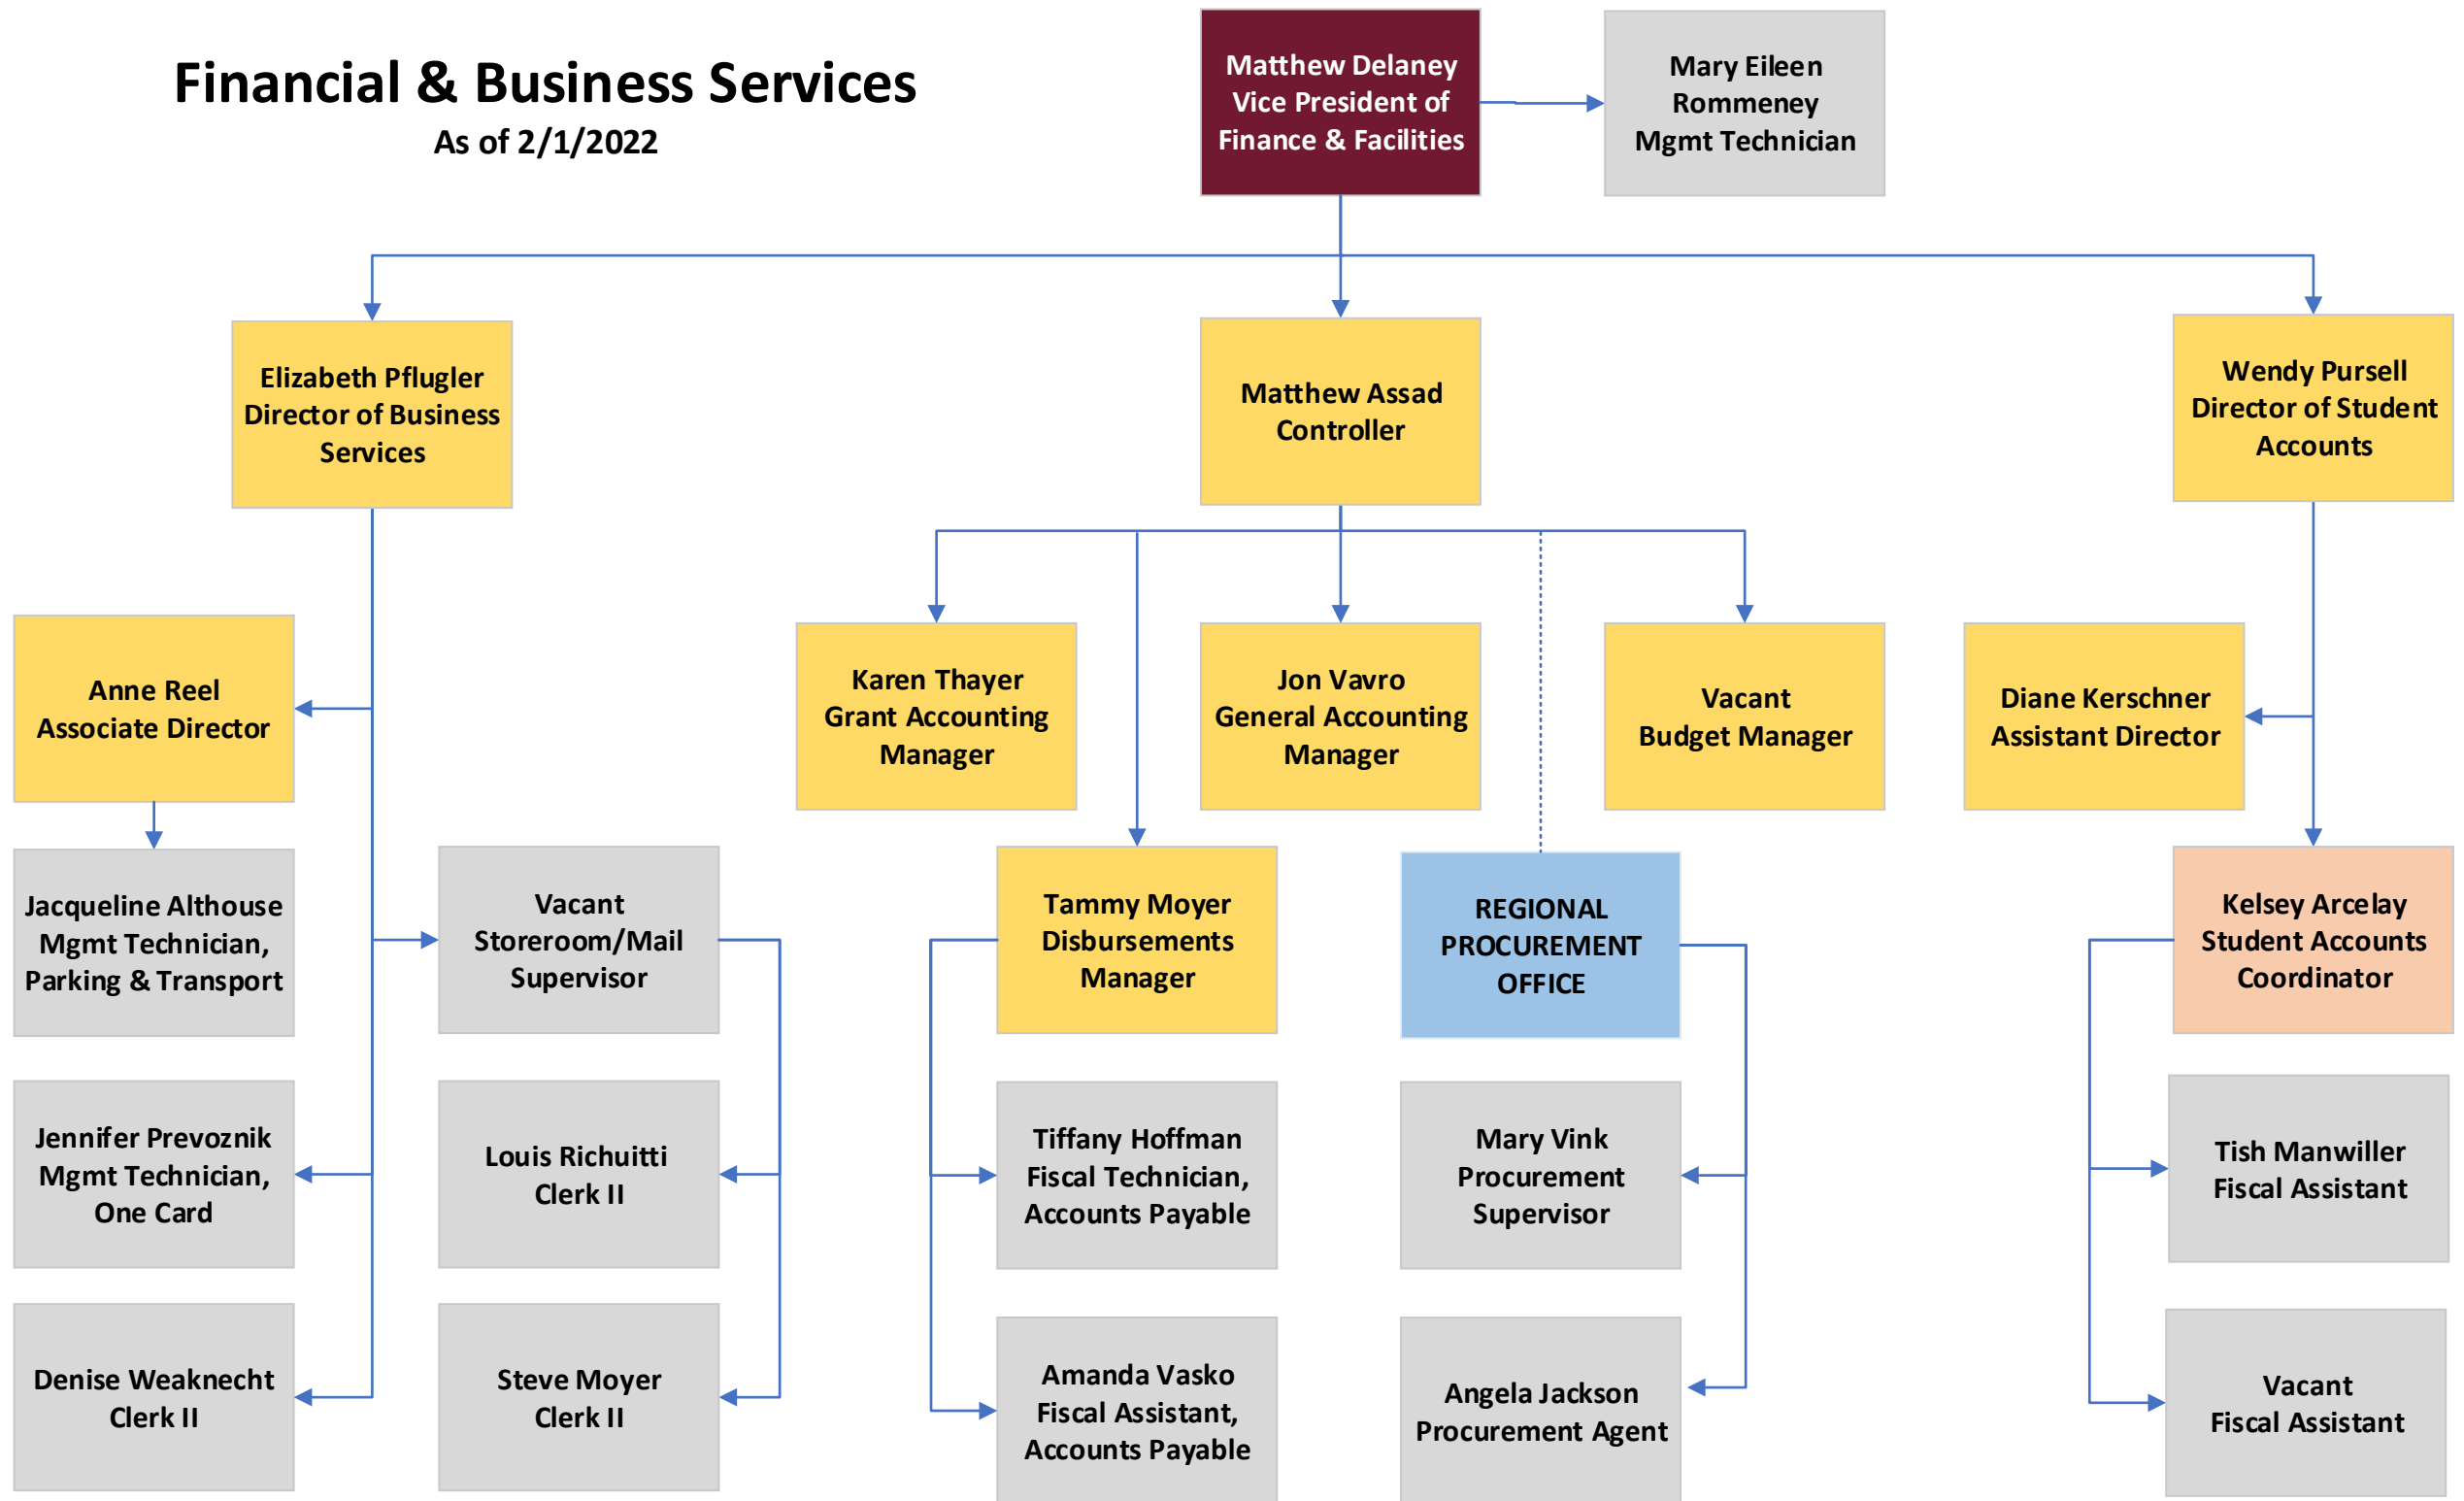 Financial & Business Services
As of 2/1/2022
Matthew Delaney
Vice President of
Finance & Facilities
Mary Eileen
Rommeney
Mgmt Technician
Elizabeth Pflugler
Director of Business
Services
Matthew Assad
Controller
Wendy Pursell
Director of Student
Accounts
Anne Reel
Associate Director
Karen Thayer
Grant Accounting
Manager
Jon Vavro
General Accounting
Manager
Vacant
Budget Manager
Diane Kerschner
Assistant Director
Jacqueline Althouse
Mgmt Technician,
Parking & Transport
Vacant
Storeroom/Mail
Supervisor
Tammy Moyer
Disbursements
Manager
REGIONAL
PROCUREMENT
OFFICE
Kelsey Arcelay
Student Accounts
Coordinator
Jennifer Prevoznik
Mgmt Technician,
One Card
Louis Richuitti
Clerk II
Tiffany Hoffman
Fiscal Technician,
Accounts Payable
Mary Vink
Procurement
Supervisor
Tish Manwiller
Fiscal Assistant
Denise Weaknecht
Clerk II
Steve Moyer
Clerk II
Amanda Vasko
Fiscal Assistant,
Accounts Payable
Angela Jackson
Procurement Agent
Vacant
Fiscal Assistant